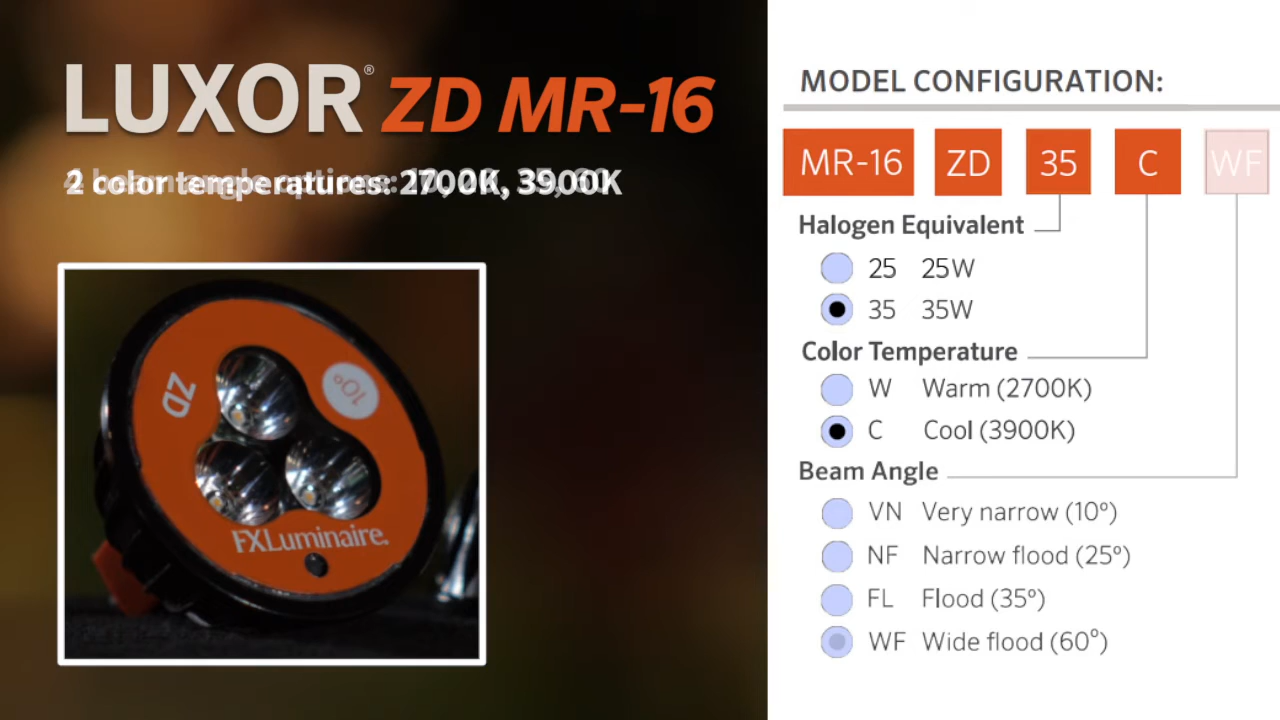 LUXOR® ZD MR-16
2 color temperatures: 2700K, 3900K
ZD
10°
FXLuminaire.
MODEL CONFIGURATION:
MR-16 ZD 35 C WF
Halogen Equivalent
25 25W
35 35W
Color Temperature
W Warm (2700K)
C Cool (3900K)
Beam Angle
VN Very narrow (10°)
NF Narrow flood (25°)
FL Flood (35°)
WF Wide flood (60°)